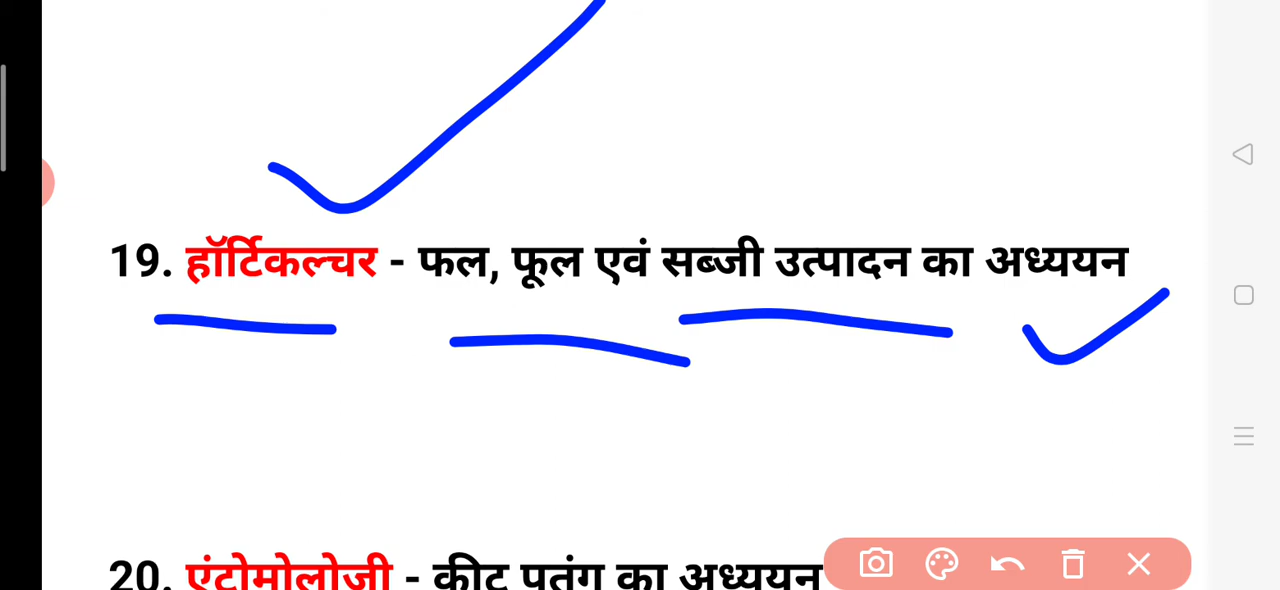 19. हॉर्टिकल्चर - फल, फूल एवं सब्जी उत्पादन का अध्ययन
20. एंटोमोलोजी - कीट पतंग का अध्ययन